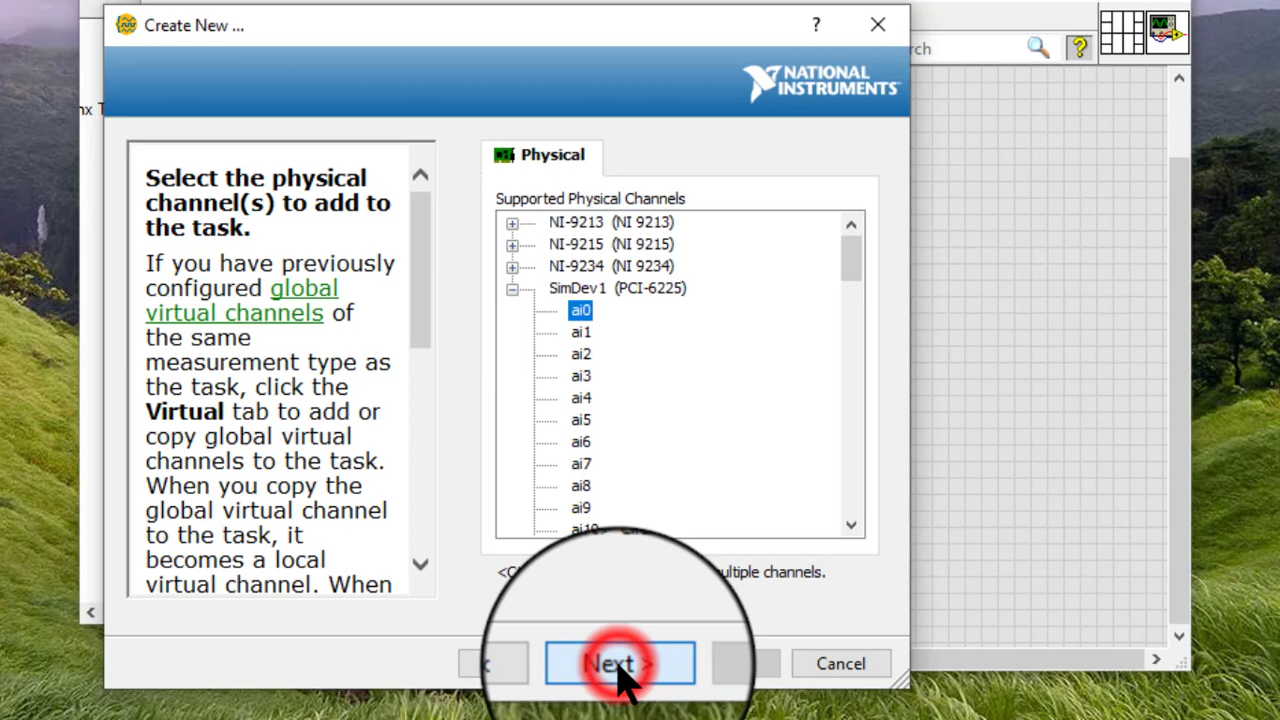 Create New ...
?
rch
?
NATIONAL
INSTRUMENTS
Select the physical
channel(s) to add to
the task.
If you have previously
configured global
virtual channels of
the same
measurement type as
the task, click the
Virtual tab to add or
copy global virtual
channels to the task.
When you copy the
global virtual channel
to the task, it
becomes a local
virtual channel. When
Physical
Supported Physical Channels
NI-9213 (NI 9213)
NI-9215 (NI 9215)
NI-9234 (NI 9234)
SimDev1 (PCI-6225)
ai0
ai1
ai2
ai3
ai4
ai5
ai6
ai7
ai8
ai9
ultiple channels.
Next >
Cancel